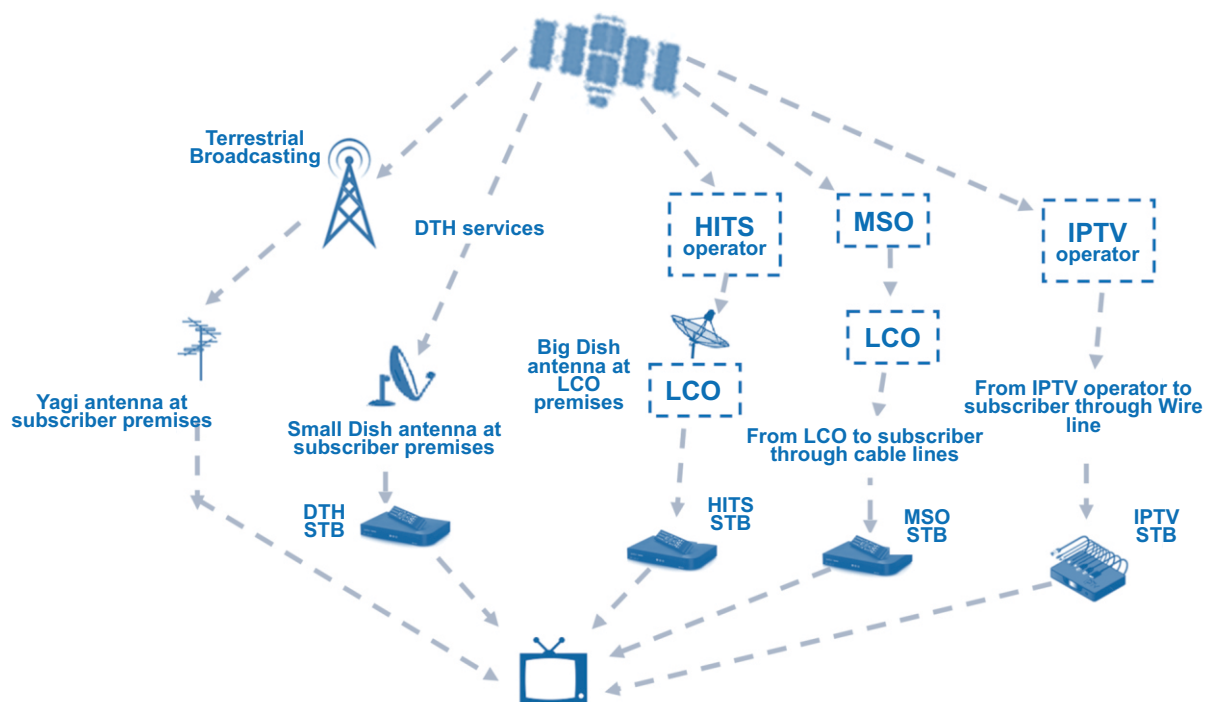 Terrestrial
Broadcasting
DTH services
HITS
operator
MSO
IPTV
operator
Big Dish
antenna at
LCO
premises
LCO
LCO
Yagi antenna at
subscriber premises
Small Dish antenna at
subscriber premises
From LCO to subscriber
through cable lines
From IPTV operator to
subscriber through Wire
line
DTH
STB
HITS
STB
MSO
STB
IPTV
STB